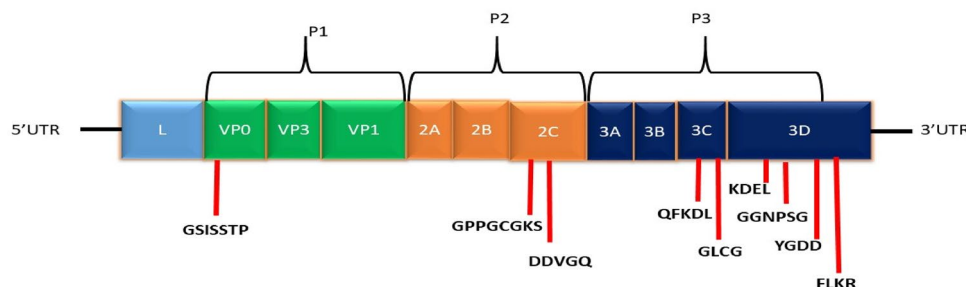 P1 P2 P3
5'UTR L VP0 VP3 VP1 2A 2B 2C 3A 3B 3C 3D 3'UTR
GSISSTP GPPGCGKS DDVGQ QFKDL GLCG KDEL GGNPSG YGDD FLKR